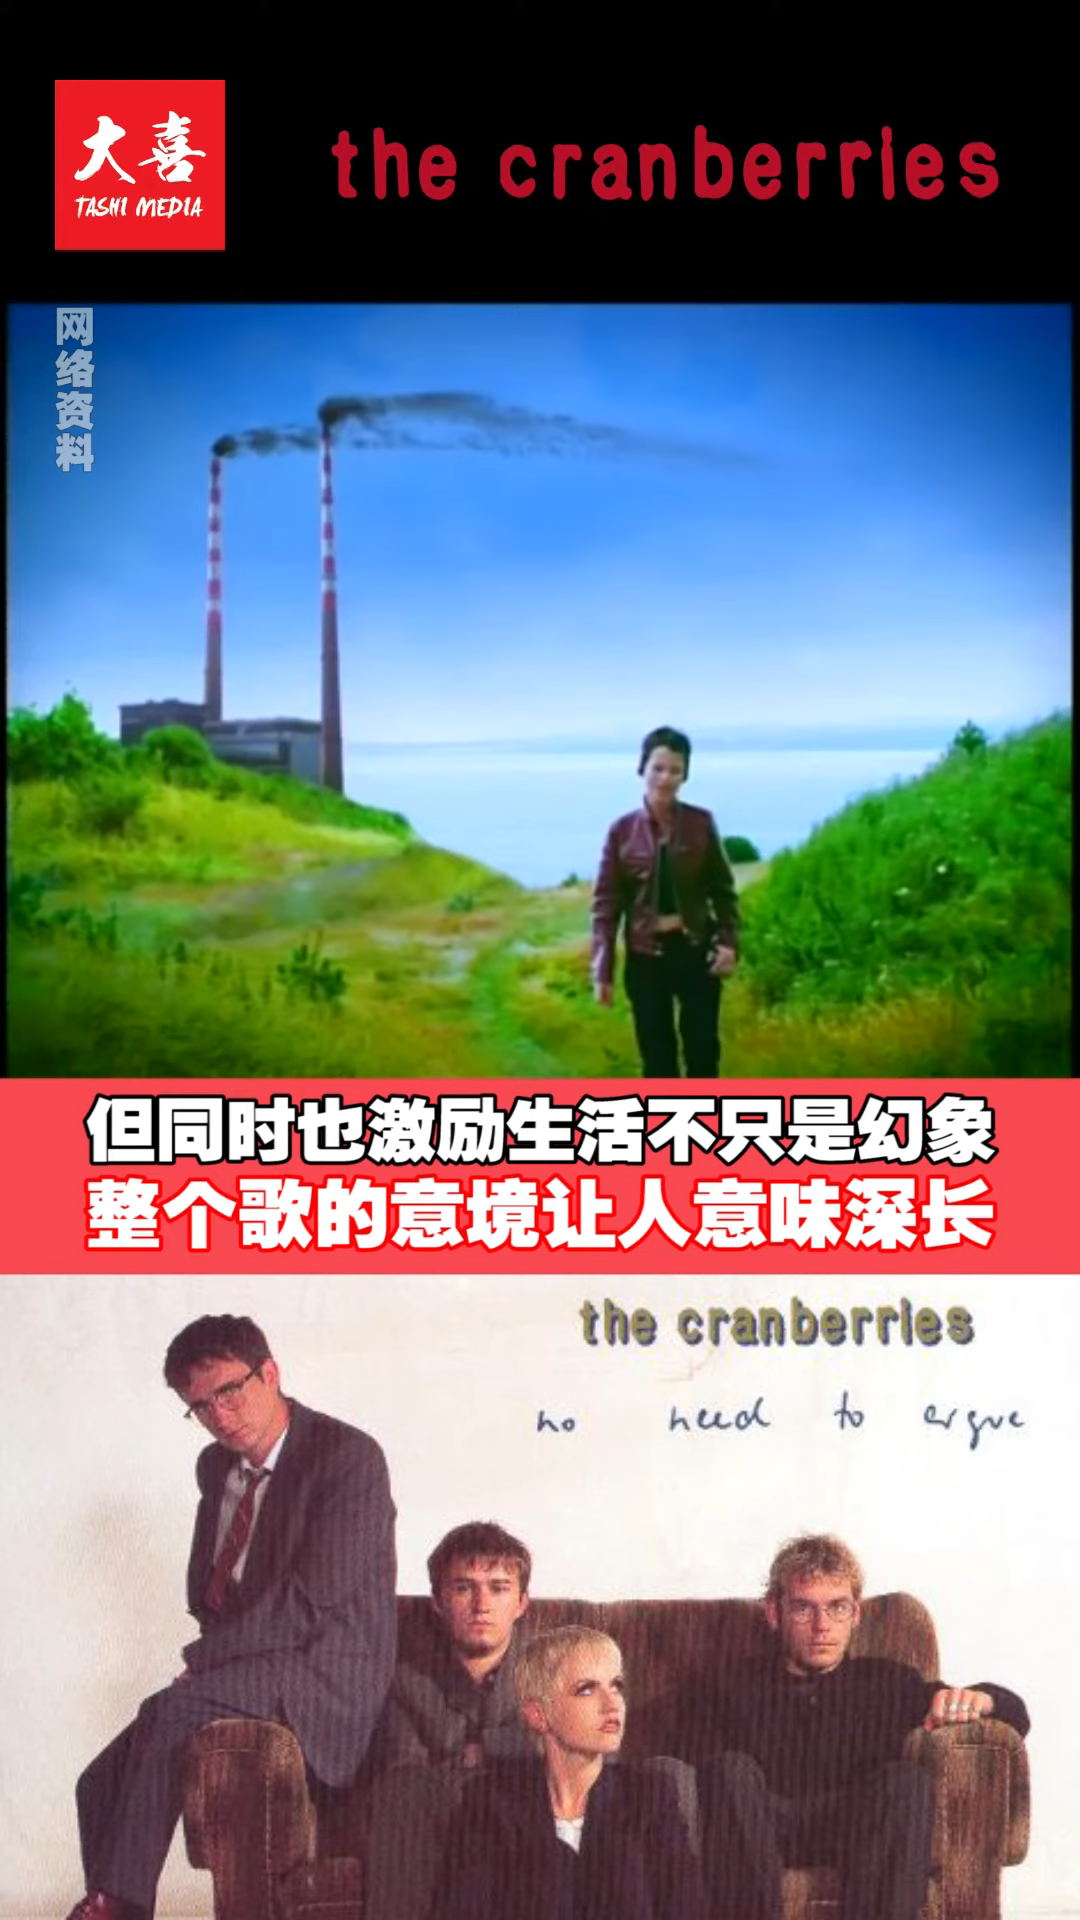 大喜
TASHI MEDIA
the cranberries
网络资料
但同时也激励生活不只是幻象
整个歌的意境让人意味深长
the cranberries
no need to argue